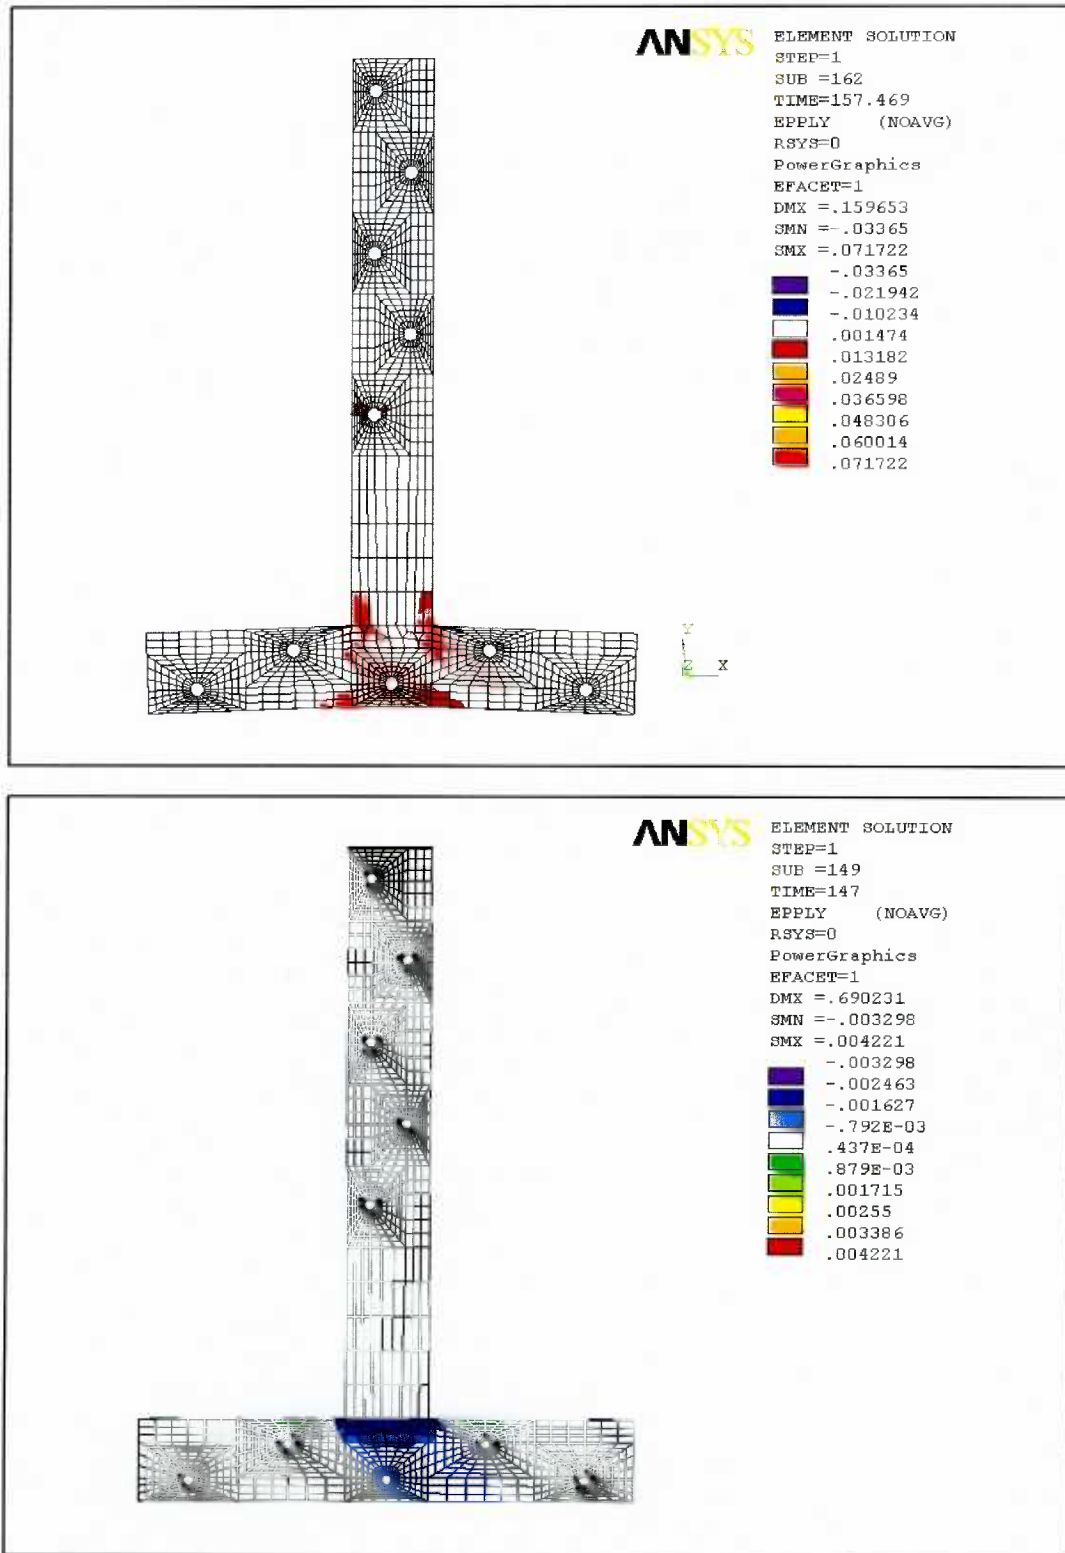 ANSYS
ELEMENT SOLUTION
STEP=1
SUB =162
TIME=157.469
EPPLY (NOAVG)
RSYS=0
PowerGraphics
EFACET=1
DMX =.159653
SMN =-.03365
SMX =.071722
-.03365
-.021942
-.010234
.001474
.013182
.02489
.036598
.048306
.060014
.071722
Y
Z X
ANSYS
ELEMENT SOLUTION
STEP=1
SUB =149
TIME=147
EPPLY (NOAVG)
RSYS=0
PowerGraphics
EFACET=1
DMX =.690231
SMN =-.003298
SMX =.004221
-.003298
-.002463
-.001627
-.792E-03
.437E-04
.879E-03
.001715
.00255
.003386
.004221